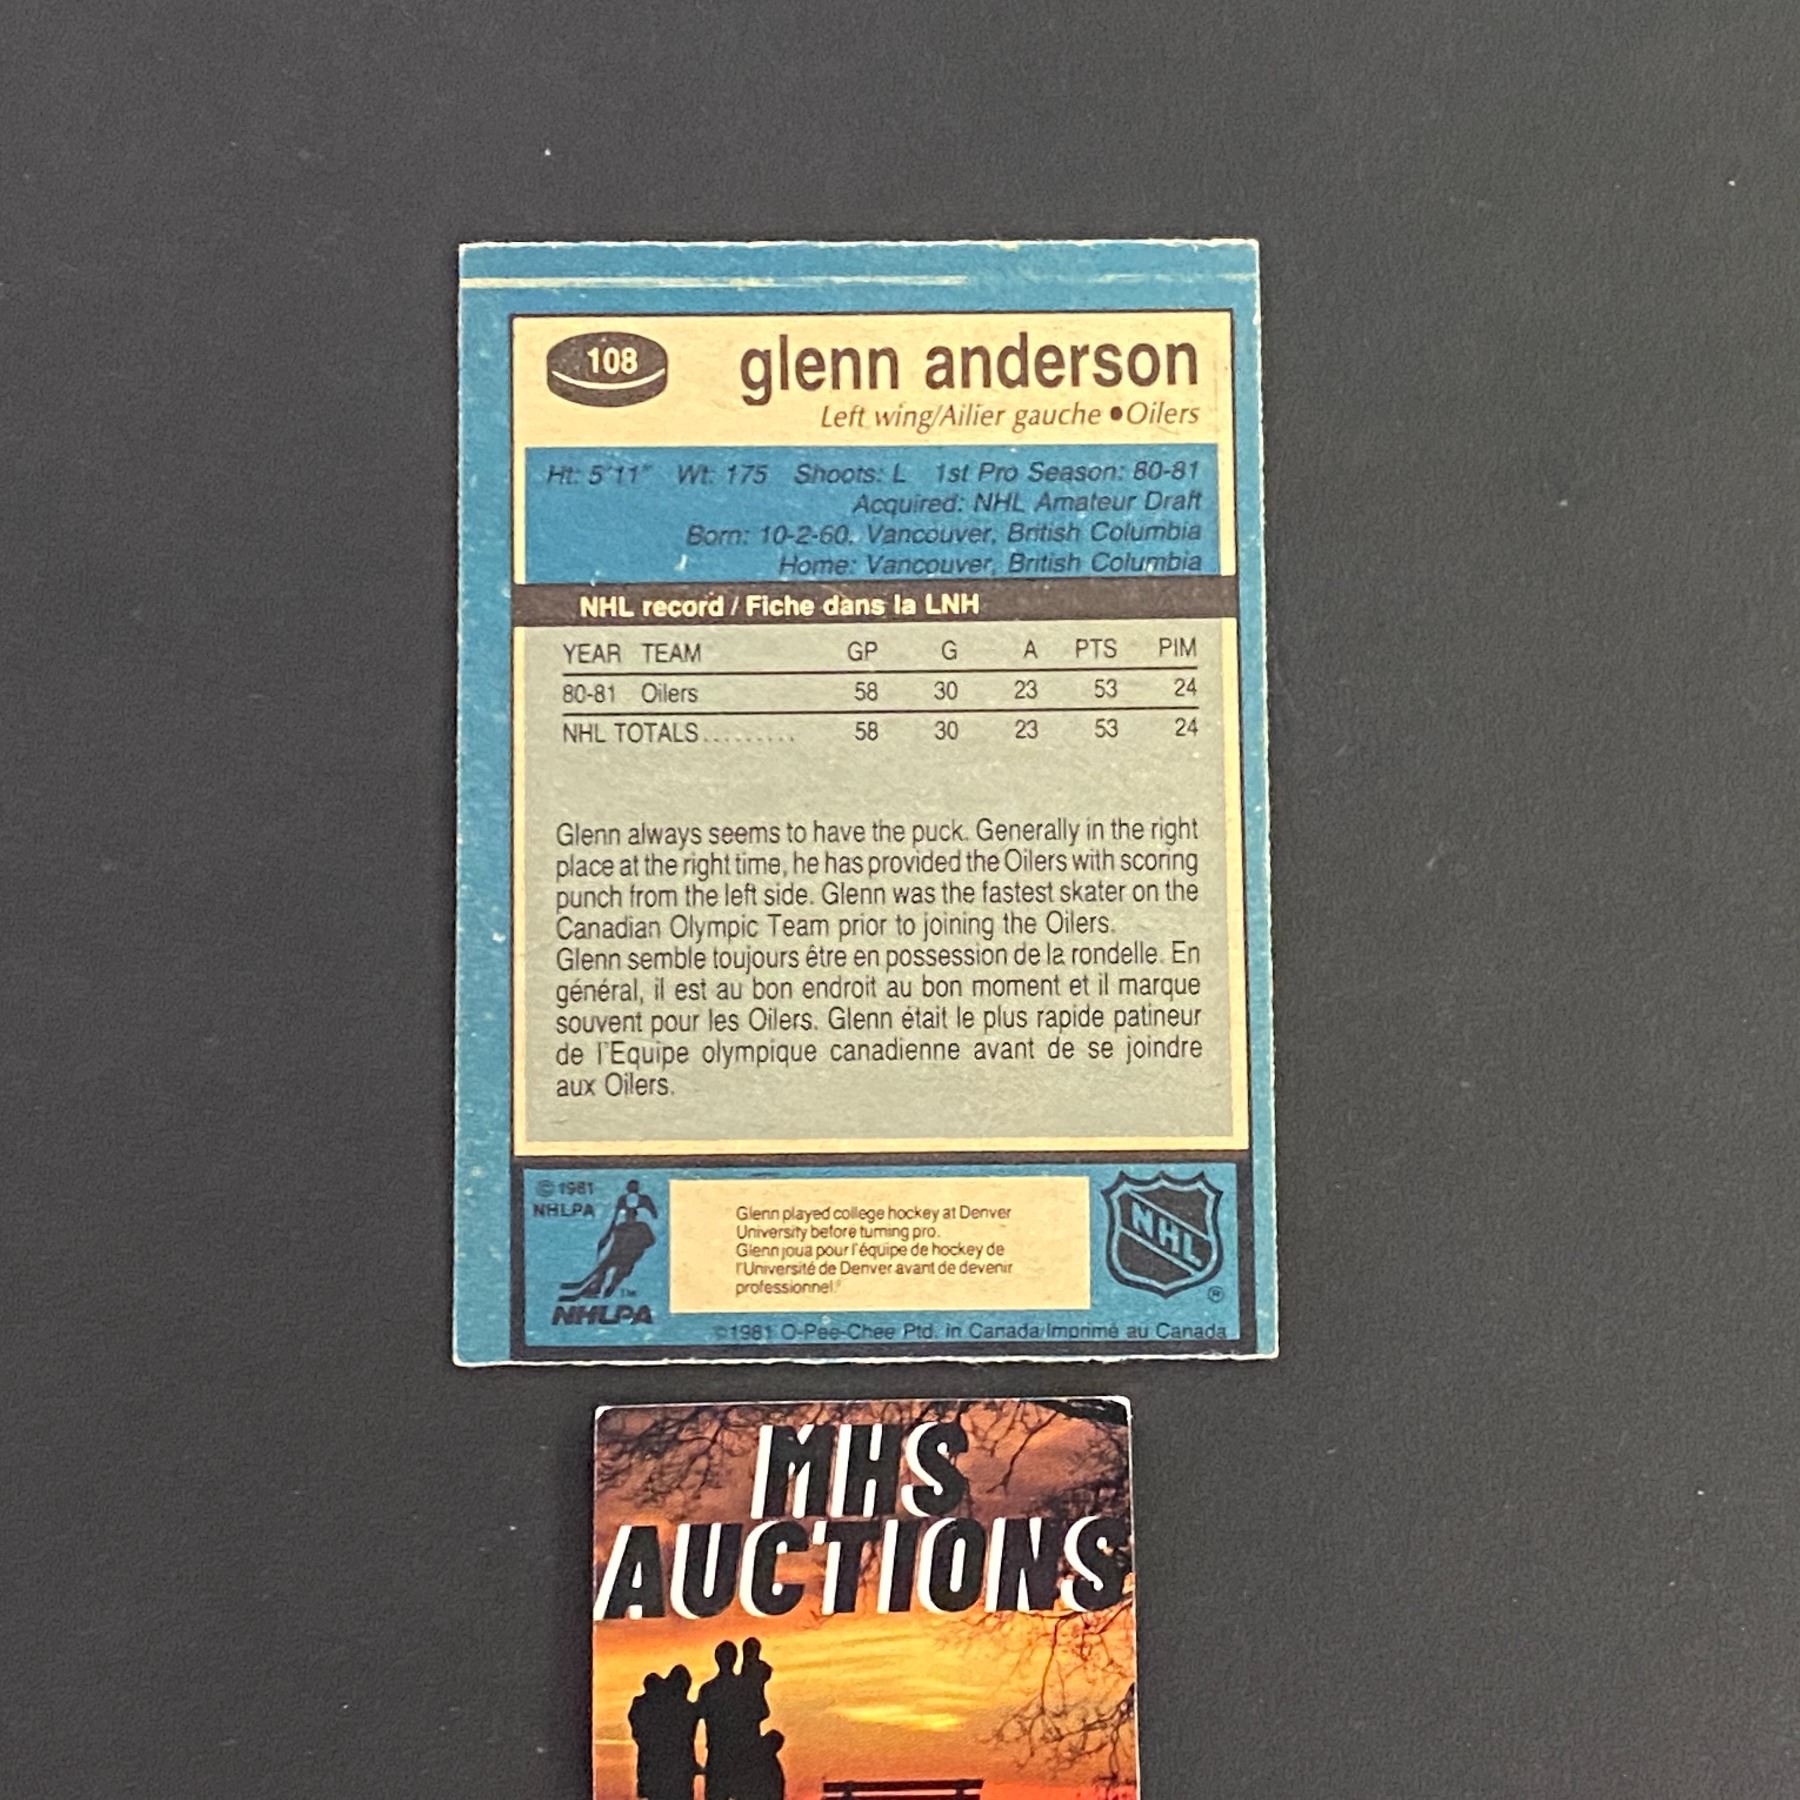 108
glenn anderson
Left wing/Ailier gauche • Oilers
Ht: 5'11" Wt: 175 Shoots: L 1st Pro Season: 80-81
Acquired: NHL Amateur Draft
Born: 10-2-60, Vancouver, British Columbia
Home: Vancouver, British Columbia
NHL record / Fiche dans la LNH
YEAR TEAM GP G A PTS PIM
80-81 Oilers 58 30 23 53 24
NHL TOTALS......... 58 30 23 53 24
Glenn always seems to have the puck. Generally in the right
place at the right time, he has provided the Oilers with scoring
punch from the left side. Glenn was the fastest skater on the
Canadian Olympic Team prior to joining the Oilers.
Glenn semble toujours être en possession de la rondelle. En
général, il est au bon endroit au bon moment et il marque
souvent pour les Oilers. Glenn était le plus rapide patineur
de l'Equipe olympique canadienne avant de se joindre
aux Oilers.
© 1981
NHLPA
TM
NHLPA
Glenn played college hockey at Denver
University before turning pro.
Glenn joua pour l'équipe de hockey de
l'Université de Denver avant de devenir
professionnel.
NHL
®
©1981 O-Pee-Chee Ptd. in Canada/Imprimé au Canada
MHS
AUCTIONS